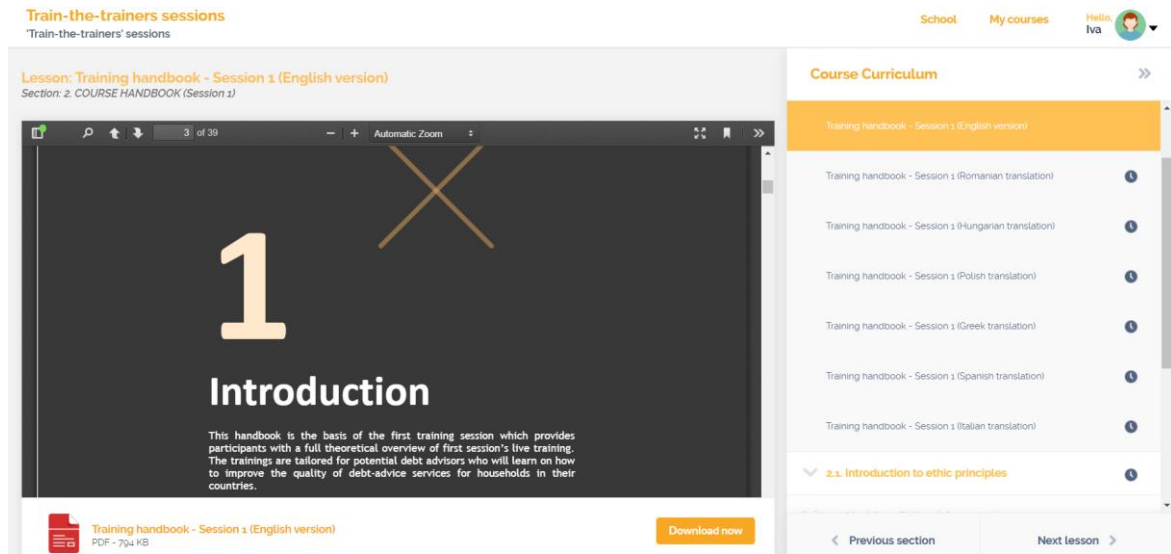 Train-the-trainers sessions
'Train-the-trainers' sessions
School
My courses
Hello,
Iva
Lesson: Training handbook - Session 1 (English version)
Section: 2. COURSE HANDBOOK (Session 1)
3 of 39
Automatic Zoom
1
Introduction
This handbook is the basis of the first training session which provides
participants with a full theoretical overview of first session's live training.
The trainings are tailored for potential debt advisors who will learn on how
to improve the quality of debt-advice services for households in their
countries.
Training handbook - Session 1 (English version)
PDF - 794 KB
Download now
Course Curriculum
Training handbook - Session 1 (English version)
Training handbook - Session 1 (Romanian translation)
Training handbook - Session 1 (Hungarian translation)
Training handbook - Session 1 (Polish translation)
Training handbook - Session 1 (Greek translation)
Training handbook - Session 1 (Spanish translation)
Training handbook - Session 1 (Italian translation)
2.1. Introduction to ethic principles
Previous section
Next lesson